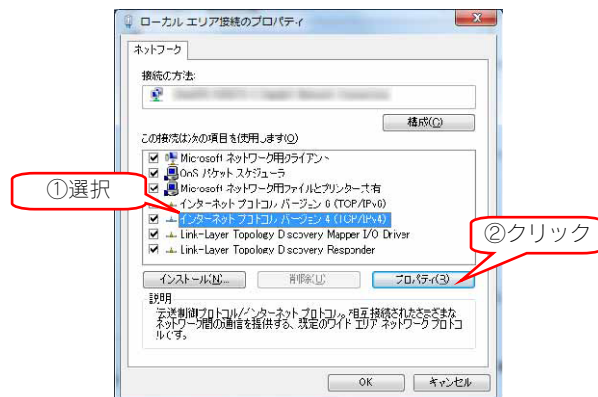 ローカル エリア接続のプロパティ
ネットワーク
接続の方法:
構成(C)
この接続は次の項目を使用します(O):
Microsoft ネットワーク用クライアント
QoS パケット スケジューラ
Microsoft ネットワーク用ファイルとプリンター共有
インターネット プロトコル バージョン 6 (TCP/IPv6)
①選択
インターネット プロトコル バージョン 4 (TCP/IPv4)
Link-Layer Topology Discovery Mapper I/O Driver
②クリック
Link-Layer Topology Discovery Responder
インストール(N)...
削除(U)
プロパティ(R)
説明
伝送制御プロトコル/インターネット プロトコル。相互接続されたさまざまな
ネットワーク間の通信を提供する、既定のワイド エリア ネットワーク プロトコ
ルです。
OK
キャンセル